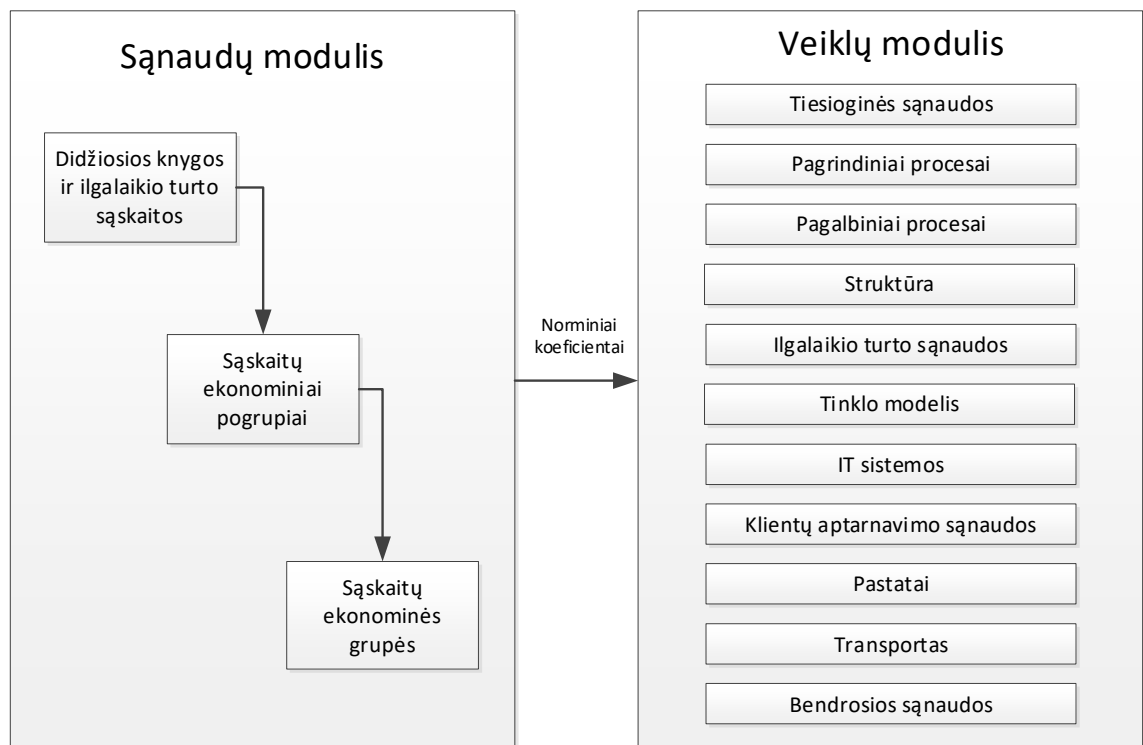 Sąnaudų modulis
Didžiosios knygos
ir ilgalaikio turto
sąskaitos
Sąskaitų
ekonominiai
pogrupiai
Sąskaitų
ekonominės
grupės
Norminiai
koeficientai
Veiklų modulis
Tiesioginės sąnaudos
Pagrindiniai procesai
Pagalbiniai procesai
Struktūra
Ilgalaikio turto sąnaudos
Tinklo modelis
IT sistemos
Klientų aptarnavimo sąnaudos
Pastatai
Transportas
Bendrosios sąnaudos